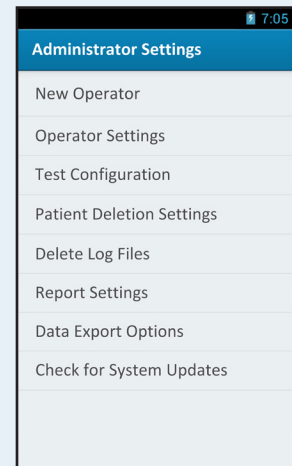 7:05
Administrator Settings
New Operator
Operator Settings
Test Configuration
Patient Deletion Settings
Delete Log Files
Report Settings
Data Export Options
Check for System Updates